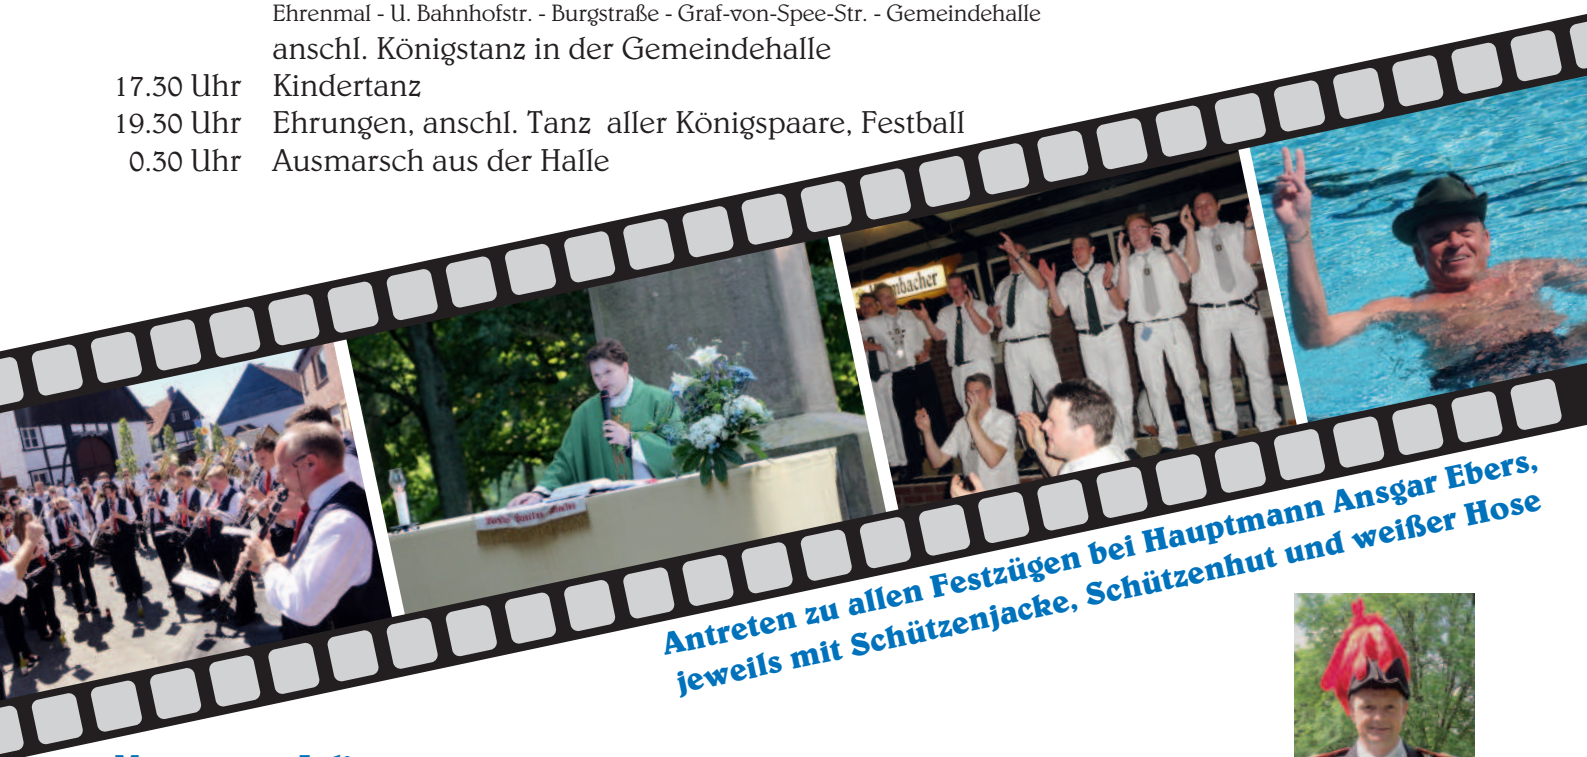 Ehrenmal - U. Bahnhofstr. - Burgstraße - Graf-von-Spee-Str. - Gemeindehalle
anschl. Königstanz in der Gemeindehalle
17.30 Uhr Kindertanz
19.30 Uhr Ehrungen, anschl. Tanz aller Königspaare, Festball
0.30 Uhr Ausmarsch aus der Halle
Antreten zu allen Festzügen bei Hauptmann Ansgar Ebers,
jeweils mit Schützenjacke, Schützenhut und weißer Hose